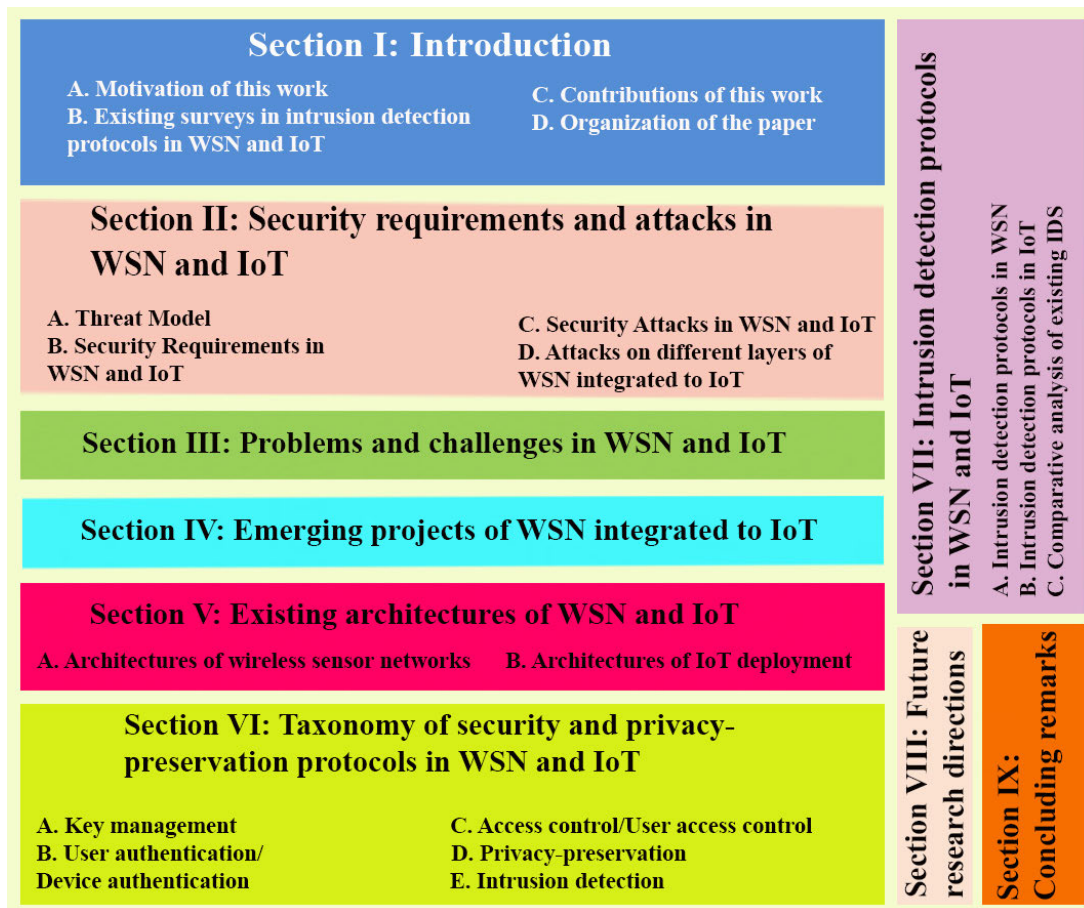 Section I: Introduction
A. Motivation of this work
B. Existing surveys in intrusion detection
protocols in WSN and IoT
C. Contributions of this work
D. Organization of the paper
Section II: Security requirements and attacks in
WSN and IoT
A. Threat Model
B. Security Requirements in
WSN and IoT
C. Security Attacks in WSN and IoT
D. Attacks on different layers of
WSN integrated to IoT
Section III: Problems and challenges in WSN and IoT
Section IV: Emerging projects of WSN integrated to IoT
Section V: Existing architectures of WSN and IoT
A. Architectures of wireless sensor networks
B. Architectures of IoT deployment
Section VI: Taxonomy of security and privacy-
preservation protocols in WSN and IoT
A. Key management
B. User authentication/
Device authentication
C. Access control/User access control
D. Privacy-preservation
E. Intrusion detection
Section VII: Intrusion detection protocols
in WSN and IoT
A. Intrusion detection protocols in WSN
B. Intrusion detection protocols in IoT
C. Comparative analysis of existing IDS
Section VIII: Future
research directions
Section IX:
Concluding remarks